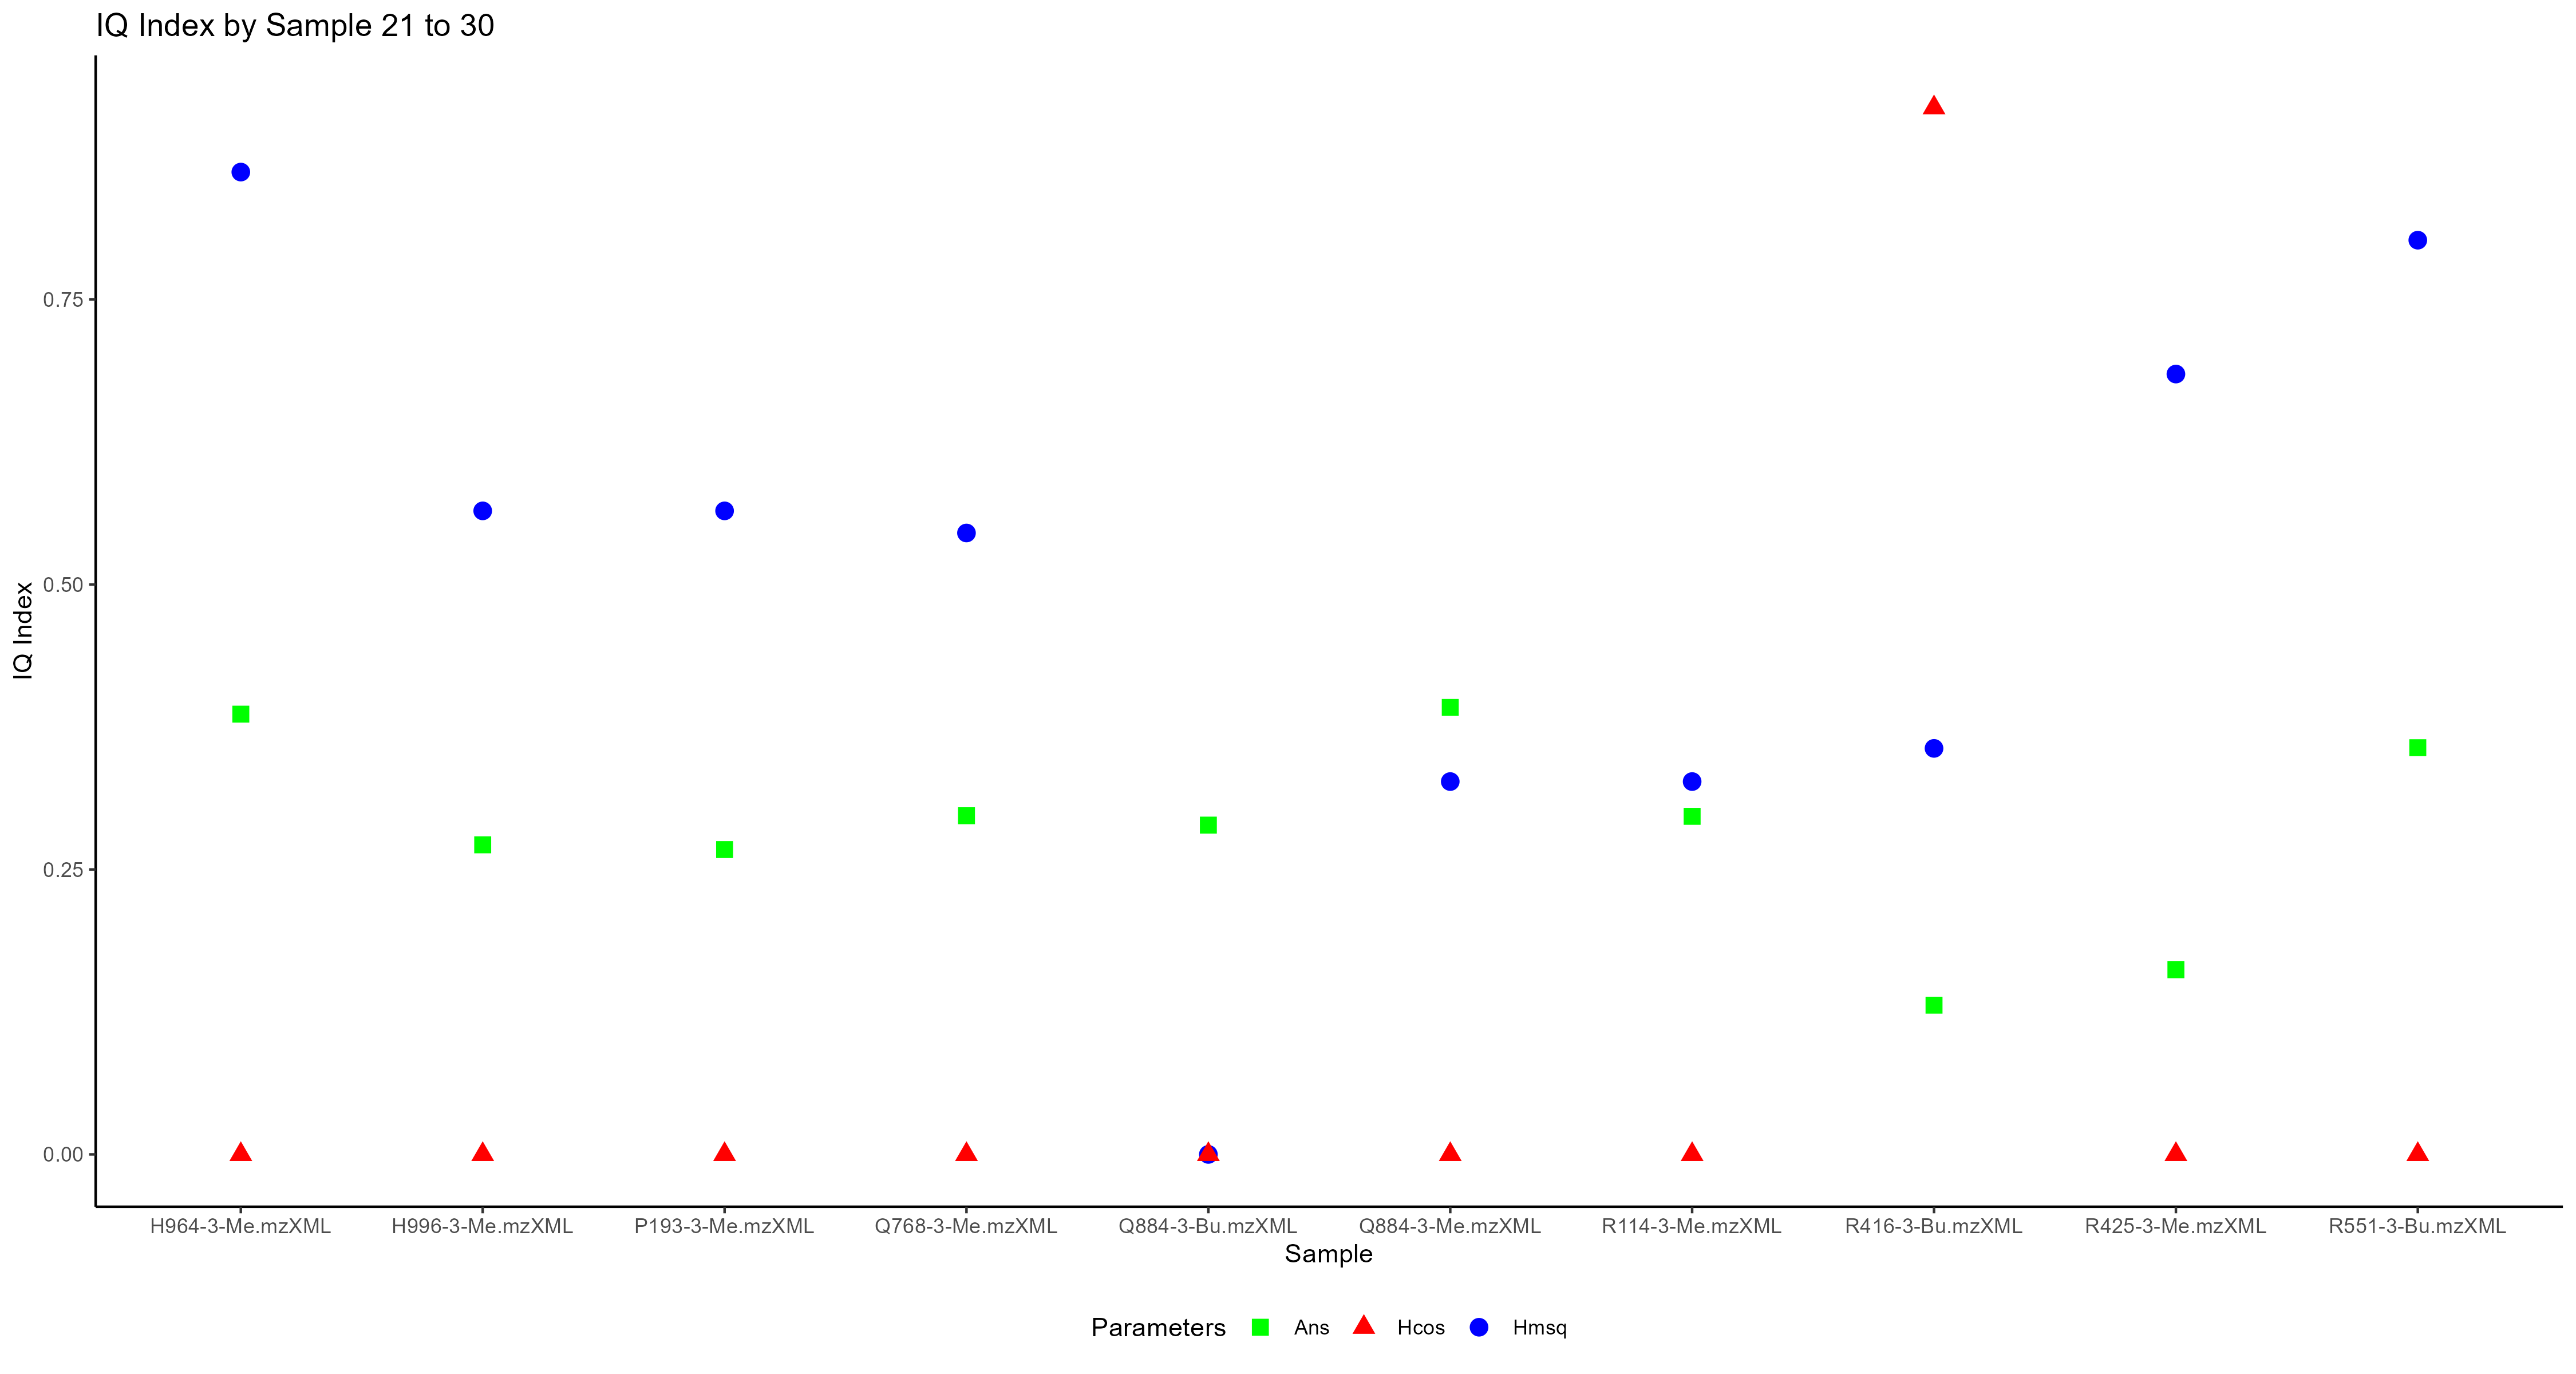 IQ Index by Sample 21 to 30
IQ Index
0.75
0.50
0.25
0.00
H964-3-Me.mzXML H996-3-Me.mzXML P193-3-Me.mzXML Q768-3-Me.mzXML Q884-3-Bu.mzXML Q884-3-Me.mzXML R114-3-Me.mzXML R416-3-Bu.mzXML R425-3-Me.mzXML R551-3-Bu.mzXML
Sample
Parameters Ans Hcos Hmsq